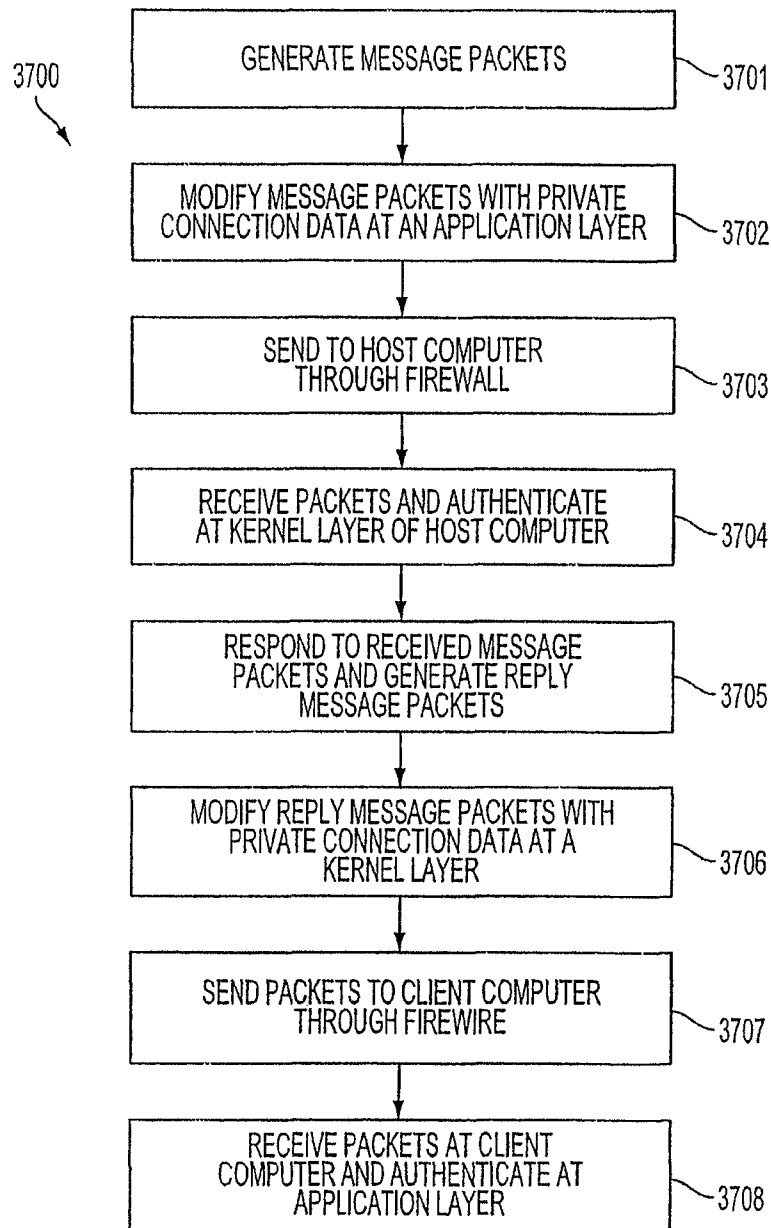 3700
GENERATE MESSAGE PACKETS
3701
MODIFY MESSAGE PACKETS WITH PRIVATE
CONNECTION DATA AT AN APPLICATION LAYER
3702
SEND TO HOST COMPUTER
THROUGH FIREWALL
3703
RECEIVE PACKETS AND AUTHENTICATE
AT KERNEL LAYER OF HOST COMPUTER
3704
RESPOND TO RECEIVED MESSAGE
PACKETS AND GENERATE REPLY
MESSAGE PACKETS
3705
MODIFY REPLY MESSAGE PACKETS WITH
PRIVATE CONNECTION DATA AT A
KERNEL LAYER
3706
SEND PACKETS TO CLIENT COMPUTER
THROUGH FIREWIRE
3707
RECEIVE PACKETS AT CLIENT
COMPUTER AND AUTHENTICATE AT
APPLICATION LAYER
3708